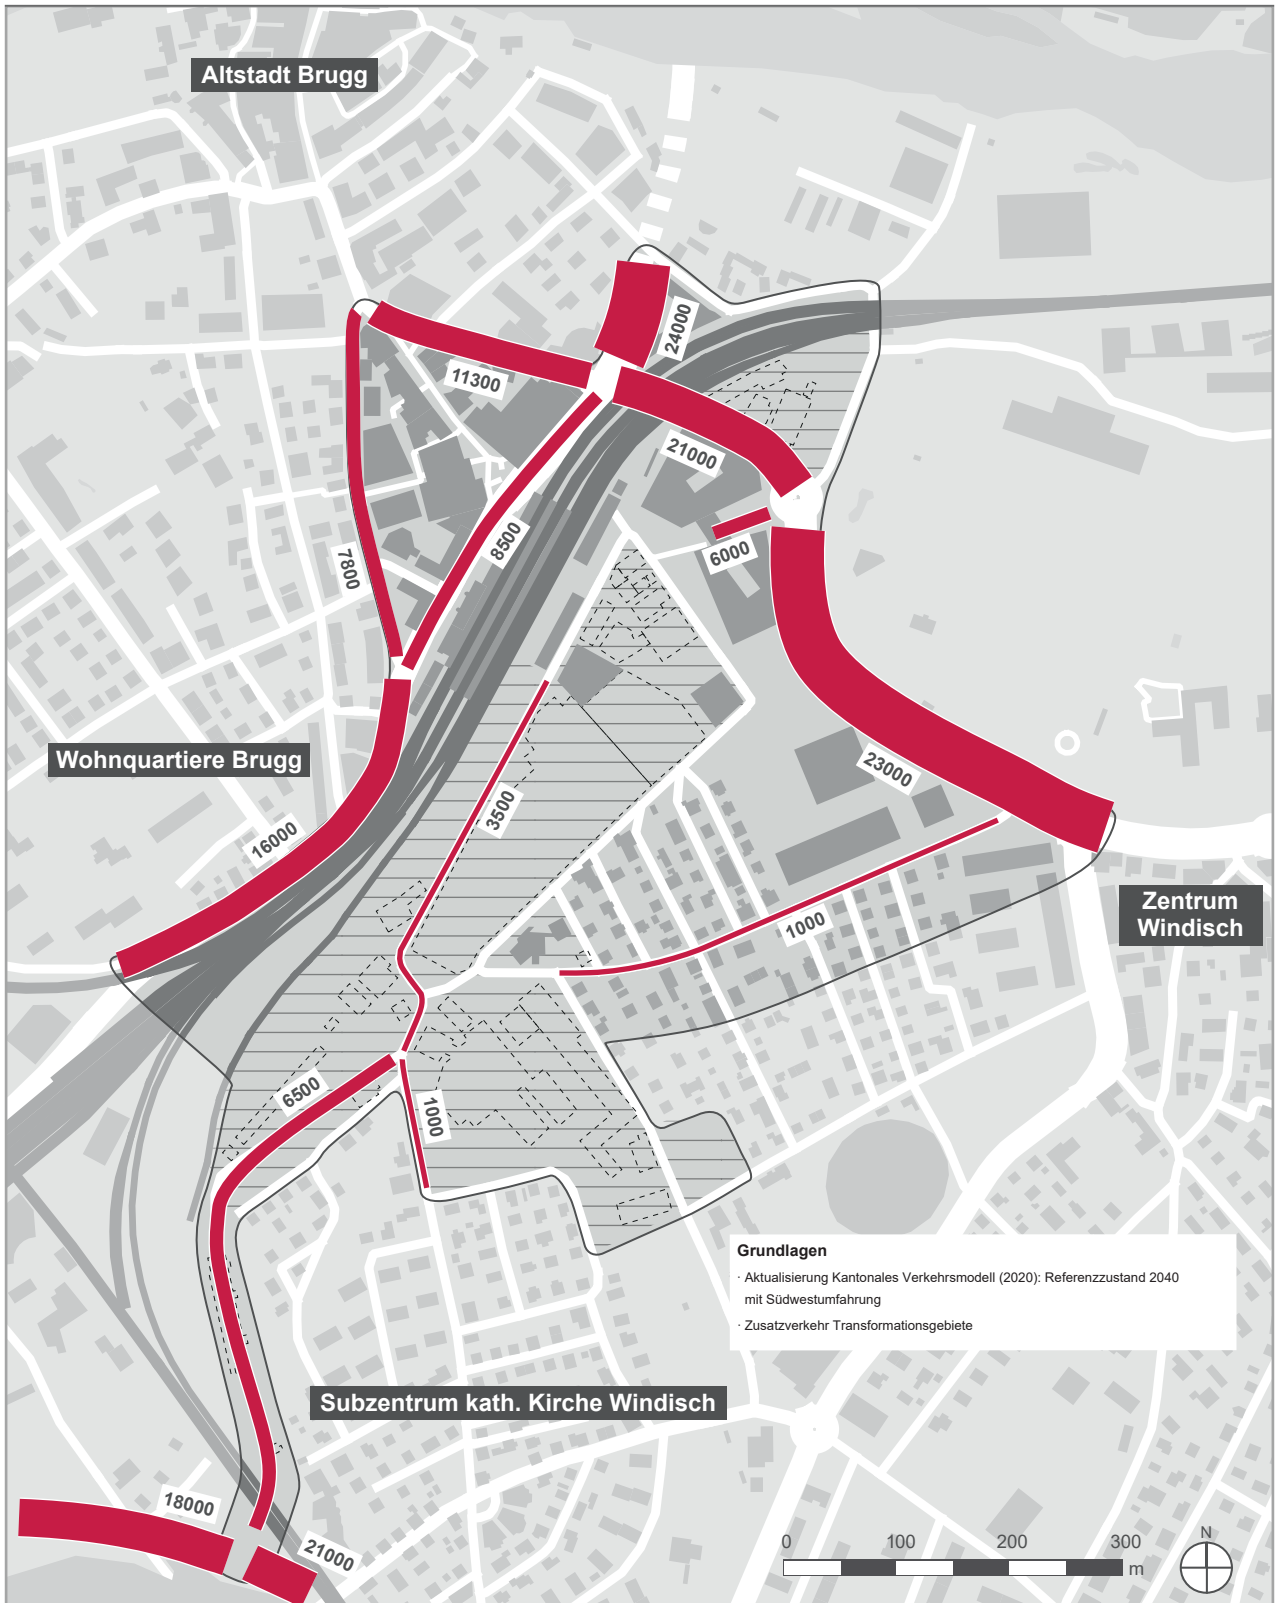 Altstadt Brugg
24000
11300
21000
8500
6000
7800
Wohnquartiere Brugg
23000
3500
16000
Zentrum
Windisch
1000
6500
1000
Grundlagen
· Aktualisierung Kantonales Verkehrsmodell (2020): Referenzzustand 2040
mit Südwestumfahrung
· Zusatzverkehr Transformationsgebiete
Subzentrum kath. Kirche Windisch
18000
21000
0 100 200 300
m
N